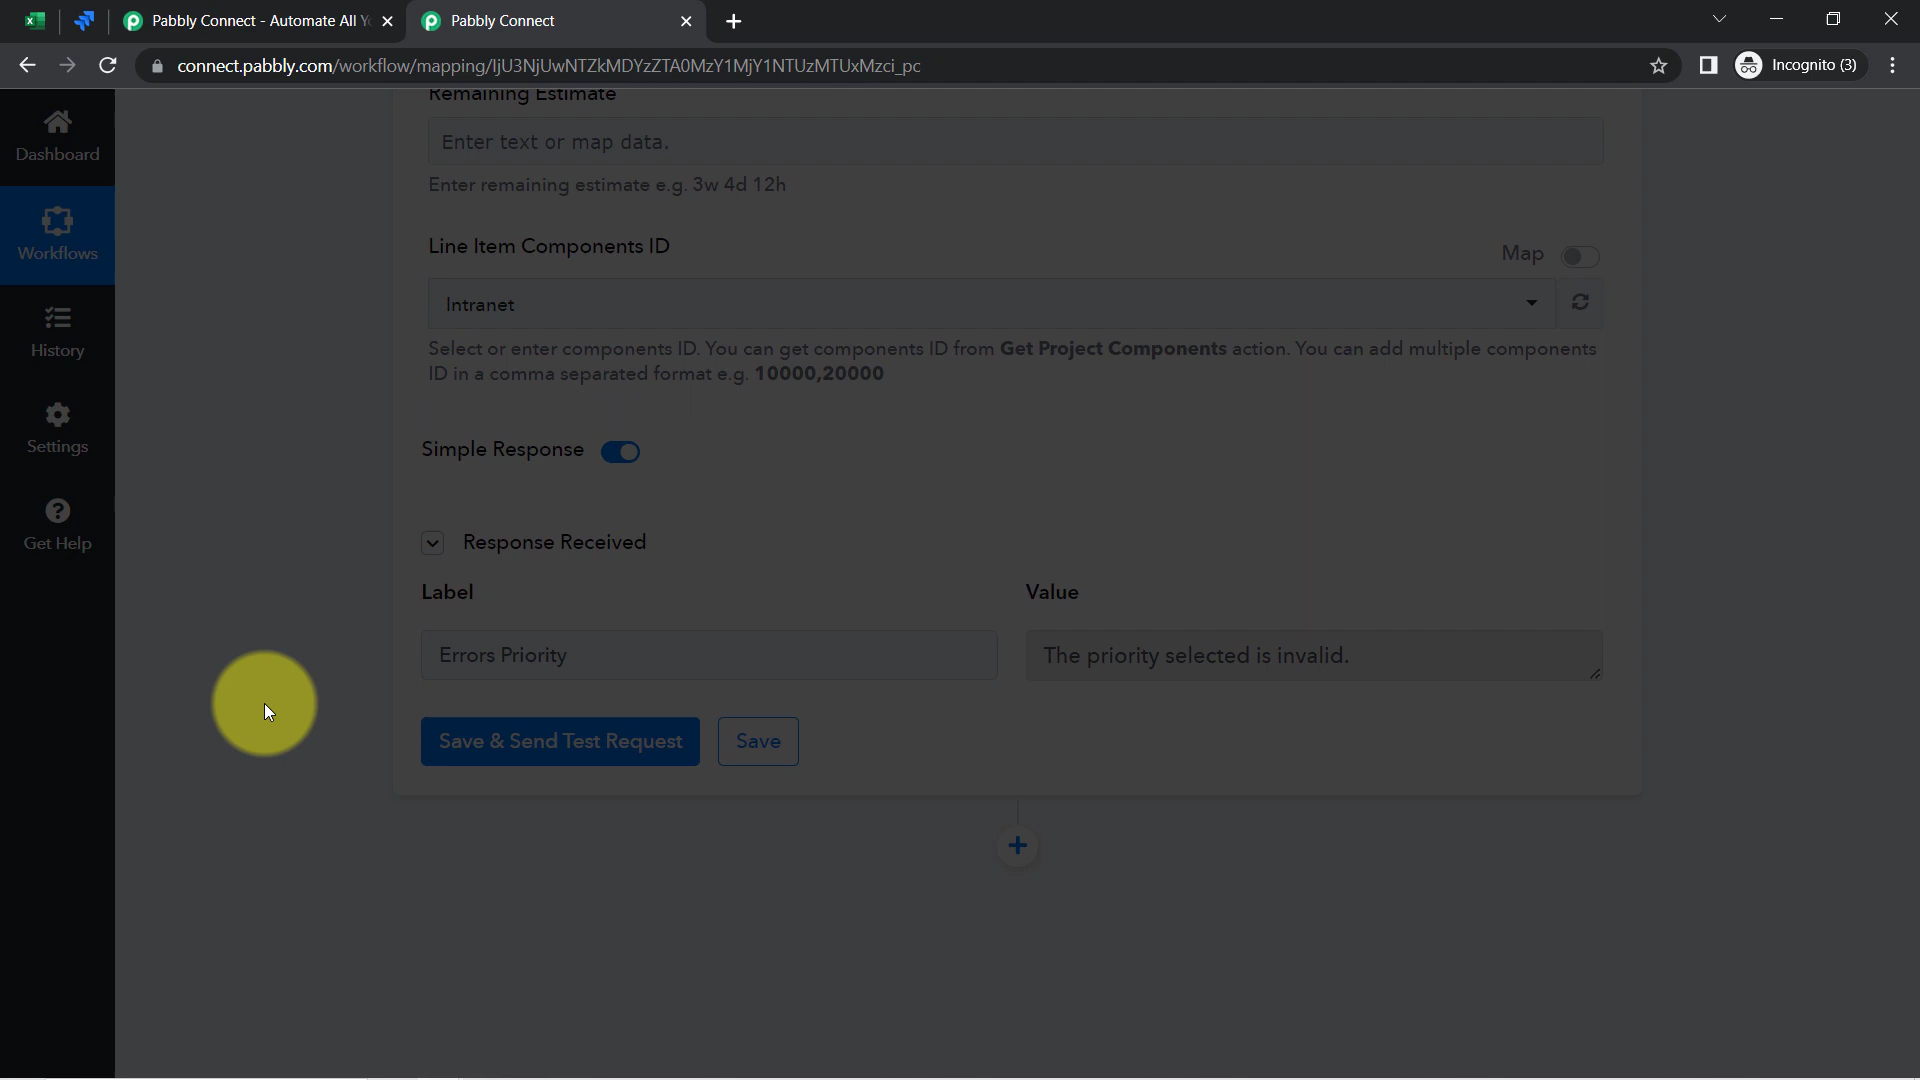 Pabbly Connect - Automate All Yo
Pabbly Connect
connect.pabbly.com/workflow/mapping/IjU3NjUwNTZkMDYzZTA0MzY1MjY1NTUzMTUxMzci_pc
Incognito (3)
Dashboard
Workflows
History
Settings
Get Help
Remaining Estimate
Enter text or map data.
Enter remaining estimate e.g. 3w 4d 12h
Line Item Components ID
Map
Intranet
Select or enter components ID. You can get components ID from Get Project Components action. You can add multiple components
ID in a comma separated format e.g. 10000,20000
Simple Response
Response Received
Label
Value
Errors Priority
The priority selected is invalid.
Save & Send Test Request
Save